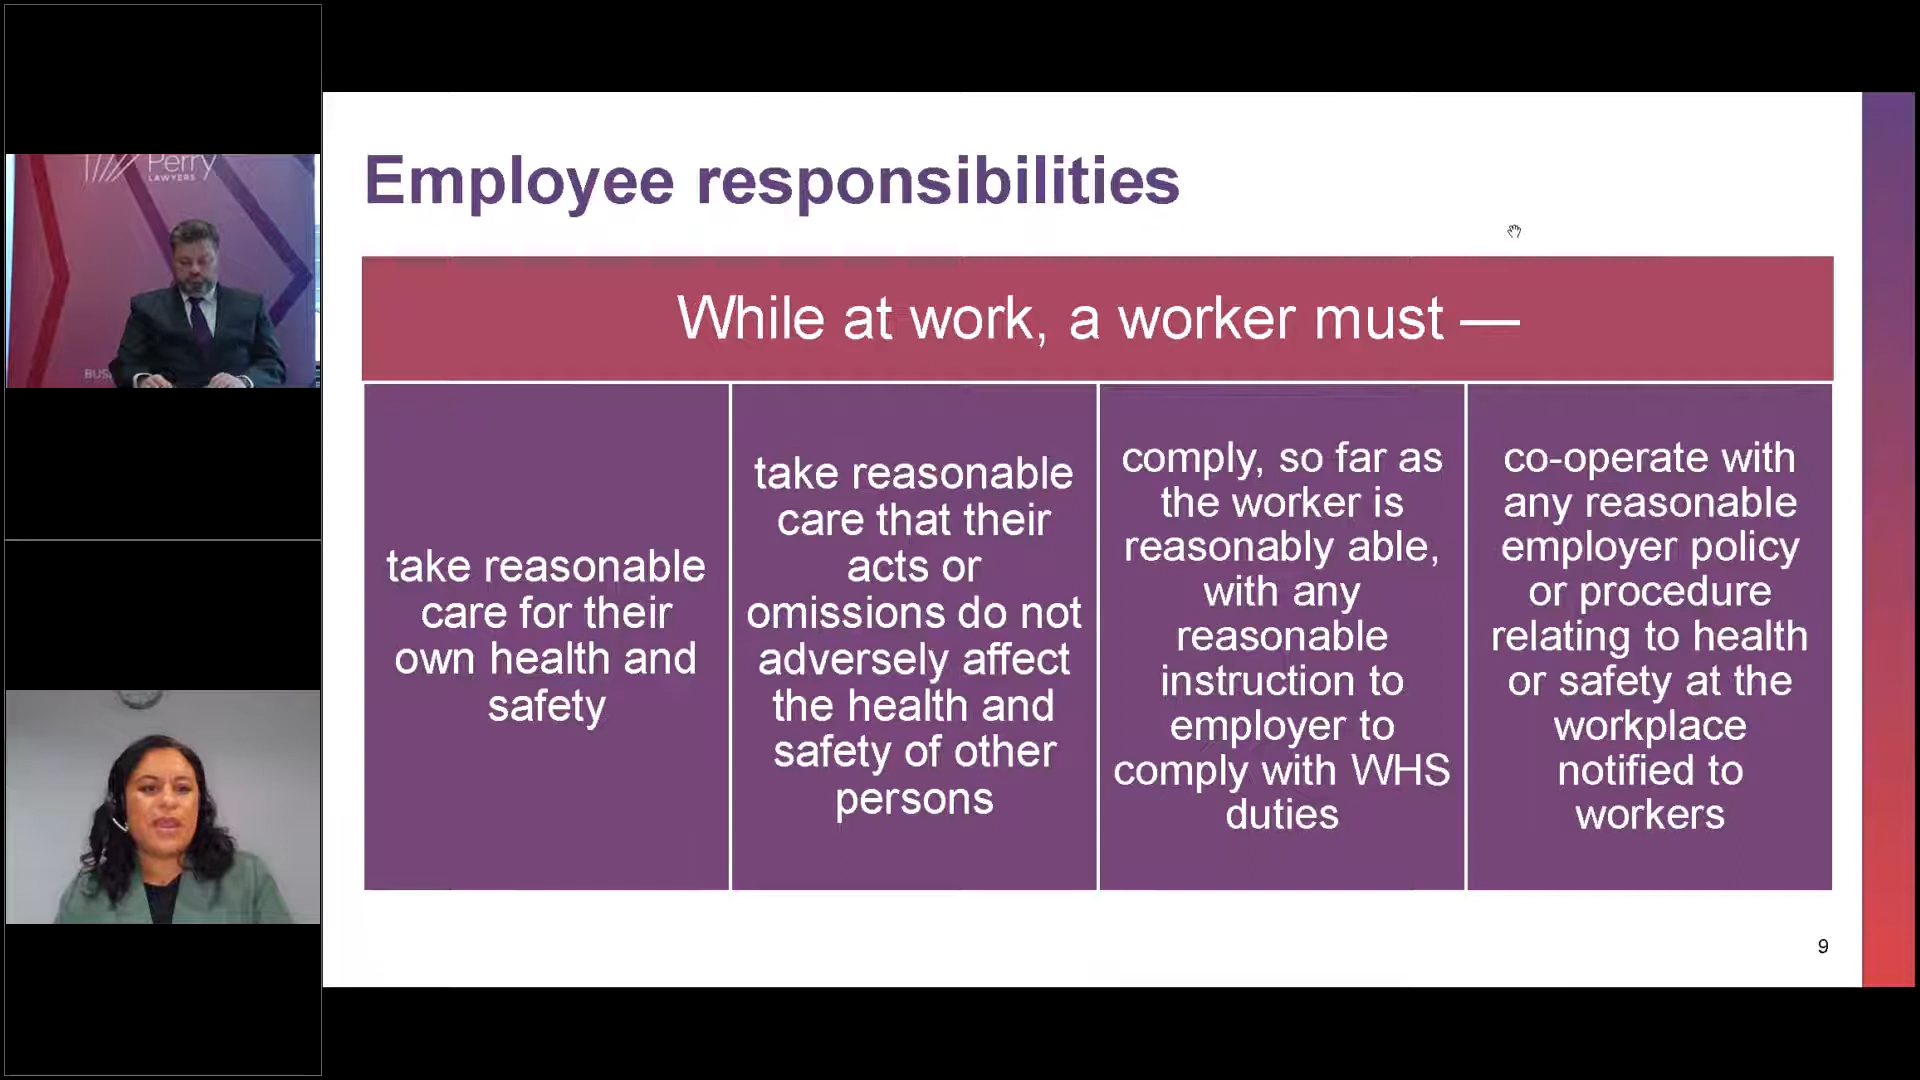 Perry
LAWYERS
BUS
Employee responsibilities
While at work, a worker must —
take reasonable
care for their
own health and
safety
take reasonable
care that their
acts or
omissions do not
adversely affect
the health and
safety of other
persons
comply, so far as
the worker is
reasonably able,
with any
reasonable
instruction to
employer to
comply with WHS
duties
co-operate with
any reasonable
employer policy
or procedure
relating to health
or safety at the
workplace
notified to
workers
9